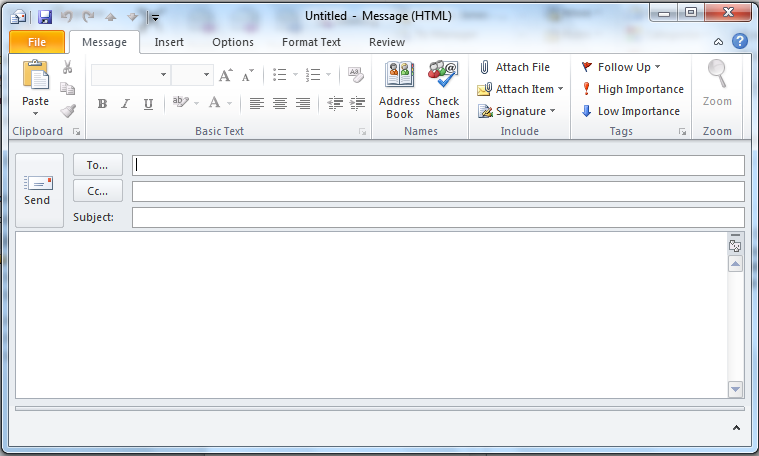 Untitled - Message (HTML)
File Message Insert Options Format Text Review
Paste
Clipboard
B I U
Basic Text
Address Book
Check Names
Names
Attach File
Attach Item
Signature
Include
Follow Up
High Importance
Low Importance
Tags
Zoom
Zoom
Send
To...
Cc...
Subject: